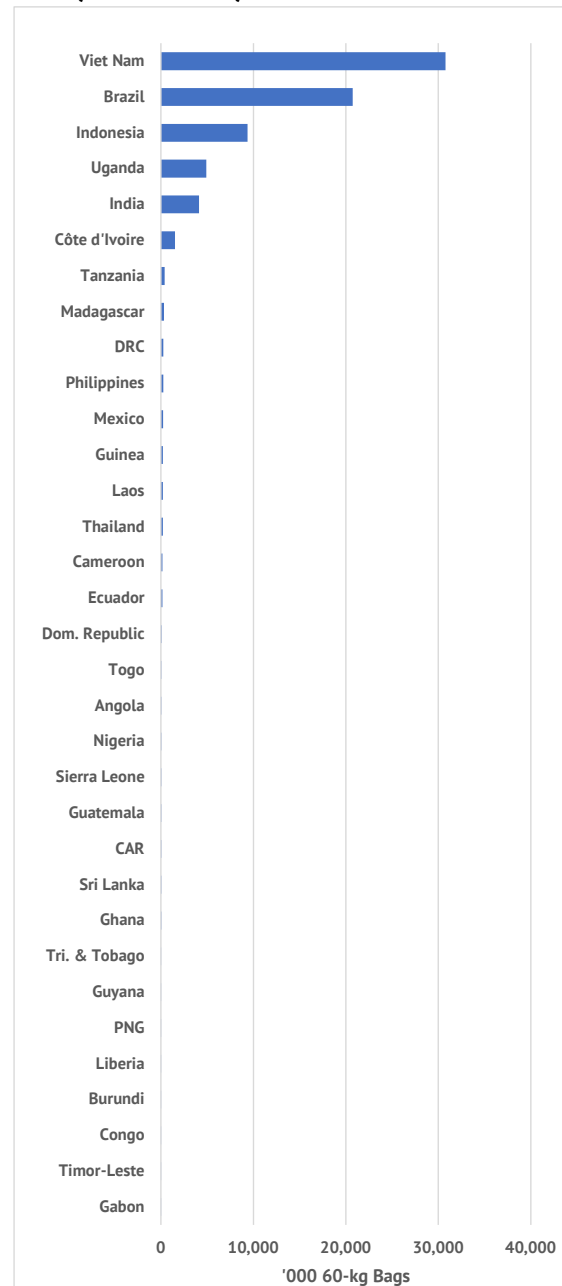 Viet Nam
Brazil
Indonesia
Uganda
India
Côte d'Ivoire
Tanzania
Madagascar
DRC
Philippines
Mexico
Guinea
Laos
Thailand
Cameroon
Ecuador
Dom. Republic
Togo
Angola
Nigeria
Sierra Leone
Guatemala
CAR
Sri Lanka
Ghana
Tri. & Tobago
Guyana
PNG
Liberia
Burundi
Congo
Timor-Leste
Gabon
0 10,000 20,000 30,000 40,000
'000 60-kg Bags